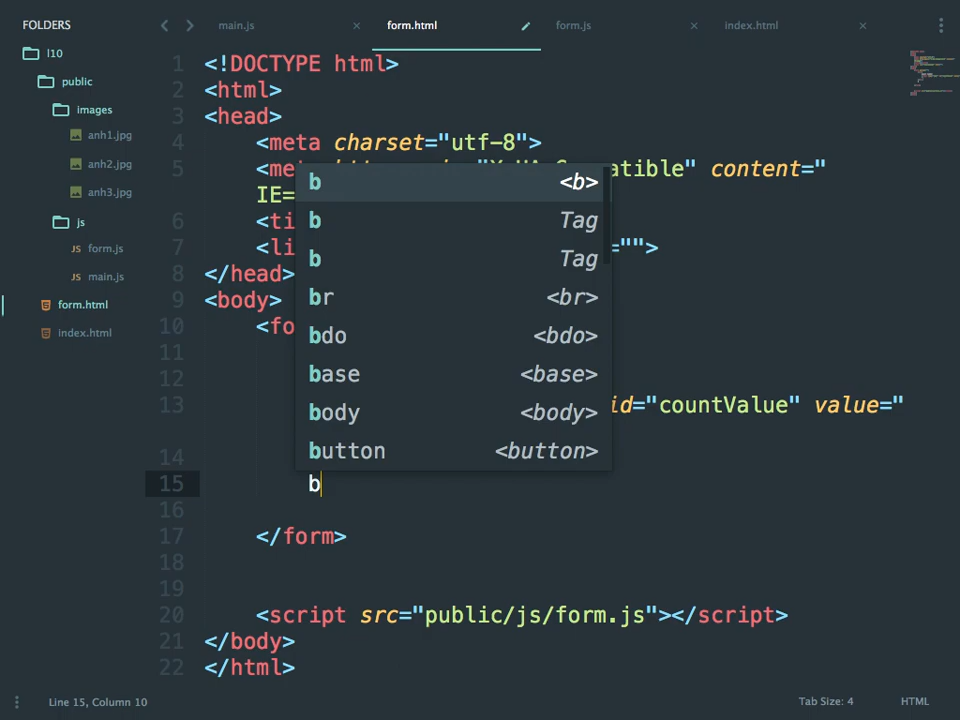 FOLDERS
l10
public
images
anh1.jpg
anh2.jpg
anh3.jpg
js
JS form.js
JS main.js
form.html
index.html
main.js
form.html
form.js
index.html
1 <!DOCTYPE html>
2 <html>
3 <head>
4 <meta charset="utf-8">
5 <met atible" content="
IE=
6 <ti
7 <li ="">
8 </head>
9 <body>
10 <fo
11
12
13 id="countValue" value="
14
15 b
16
17 </form>
18
19
20 <script src="public/js/form.js"></script>
21 </body>
22 </html>
b <b>
b Tag
b Tag
br <br>
bdo <bdo>
base <base>
body <body>
button <button>
Line 15, Column 10
Tab Size: 4
HTML